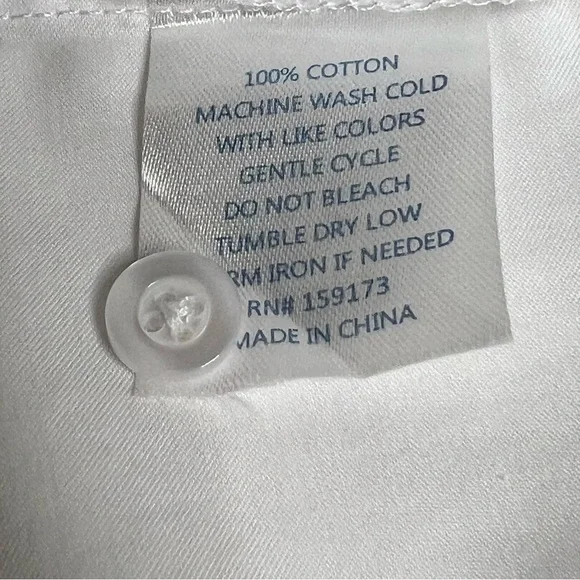 100% COTTON
MACHINE WASH COLD
WITH LIKE COLORS
GENTLE CYCLE
DO NOT BLEACH
TUMBLE DRY LOW
RM IRON IF NEEDED
RN# 159173
MADE IN CHINA